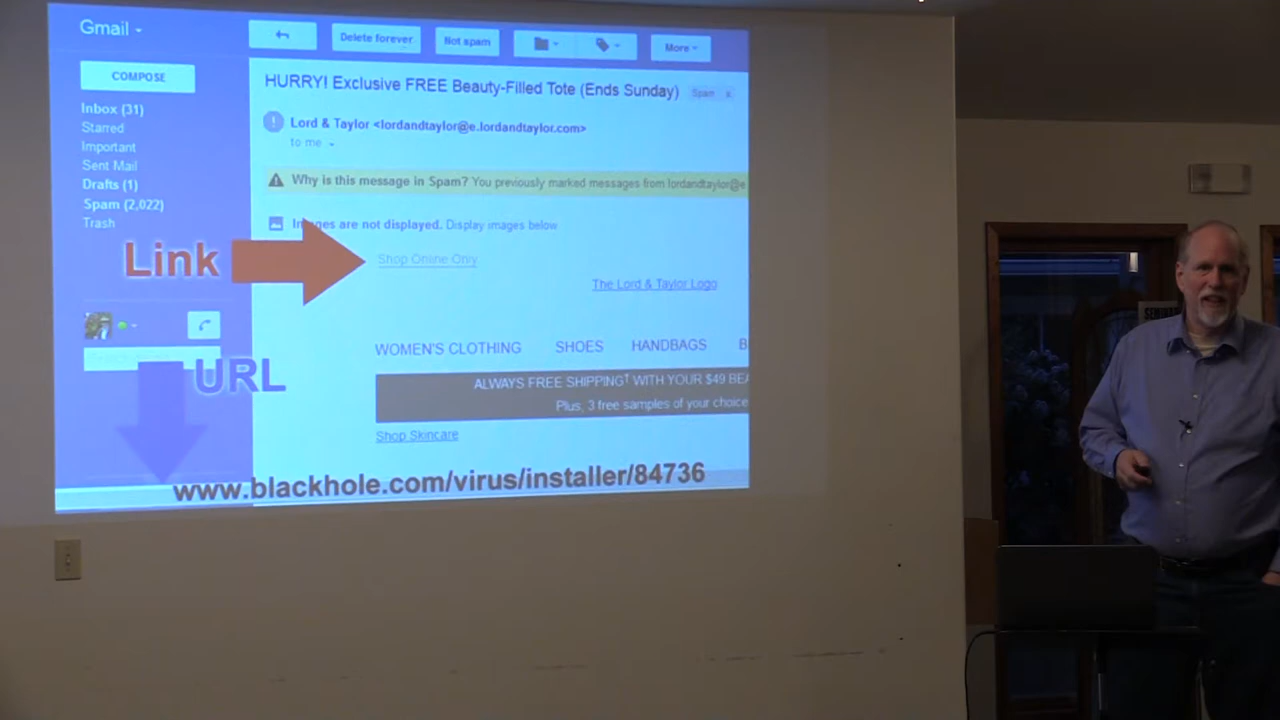 Gmail
Delete forever
Not spam
More
COMPOSE
HURRY! Exclusive FREE Beauty-Filled Tote (Ends Sunday)
Spam x
Inbox (31)
Starred
Important
Sent Mail
Drafts (1)
Spam (2,022)
Trash
Lord & Taylor <lordandtaylor@e.lordandtaylor.com>
to me
Why is this message in Spam? You previously marked messages from lordandtaylor@e
Images are not displayed. Display images below
Link
Shop Online Only
The Lord & Taylor Logo
WOMEN'S CLOTHING SHOES HANDBAGS B
URL
ALWAYS FREE SHIPPING† WITH YOUR $49 BEA
Plus, 3 free samples of your choice
Shop Skincare
www.blackhole.com/virus/installer/84736